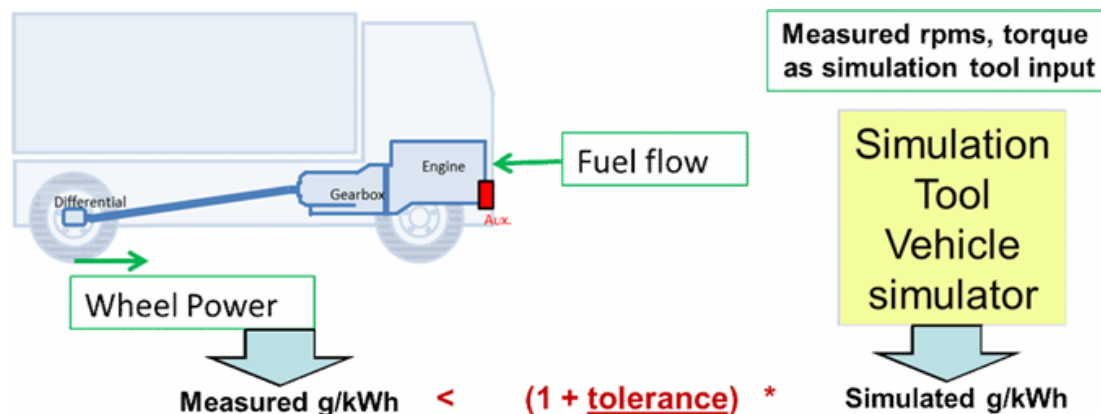 Measured rpms, torque
as simulation tool input
Engine
Fuel flow
Gearbox
Differential
Aux.
Simulation
Tool
Vehicle
simulator
Wheel Power
Measured g/kWh < (1 + tolerance) * Simulated g/kWh